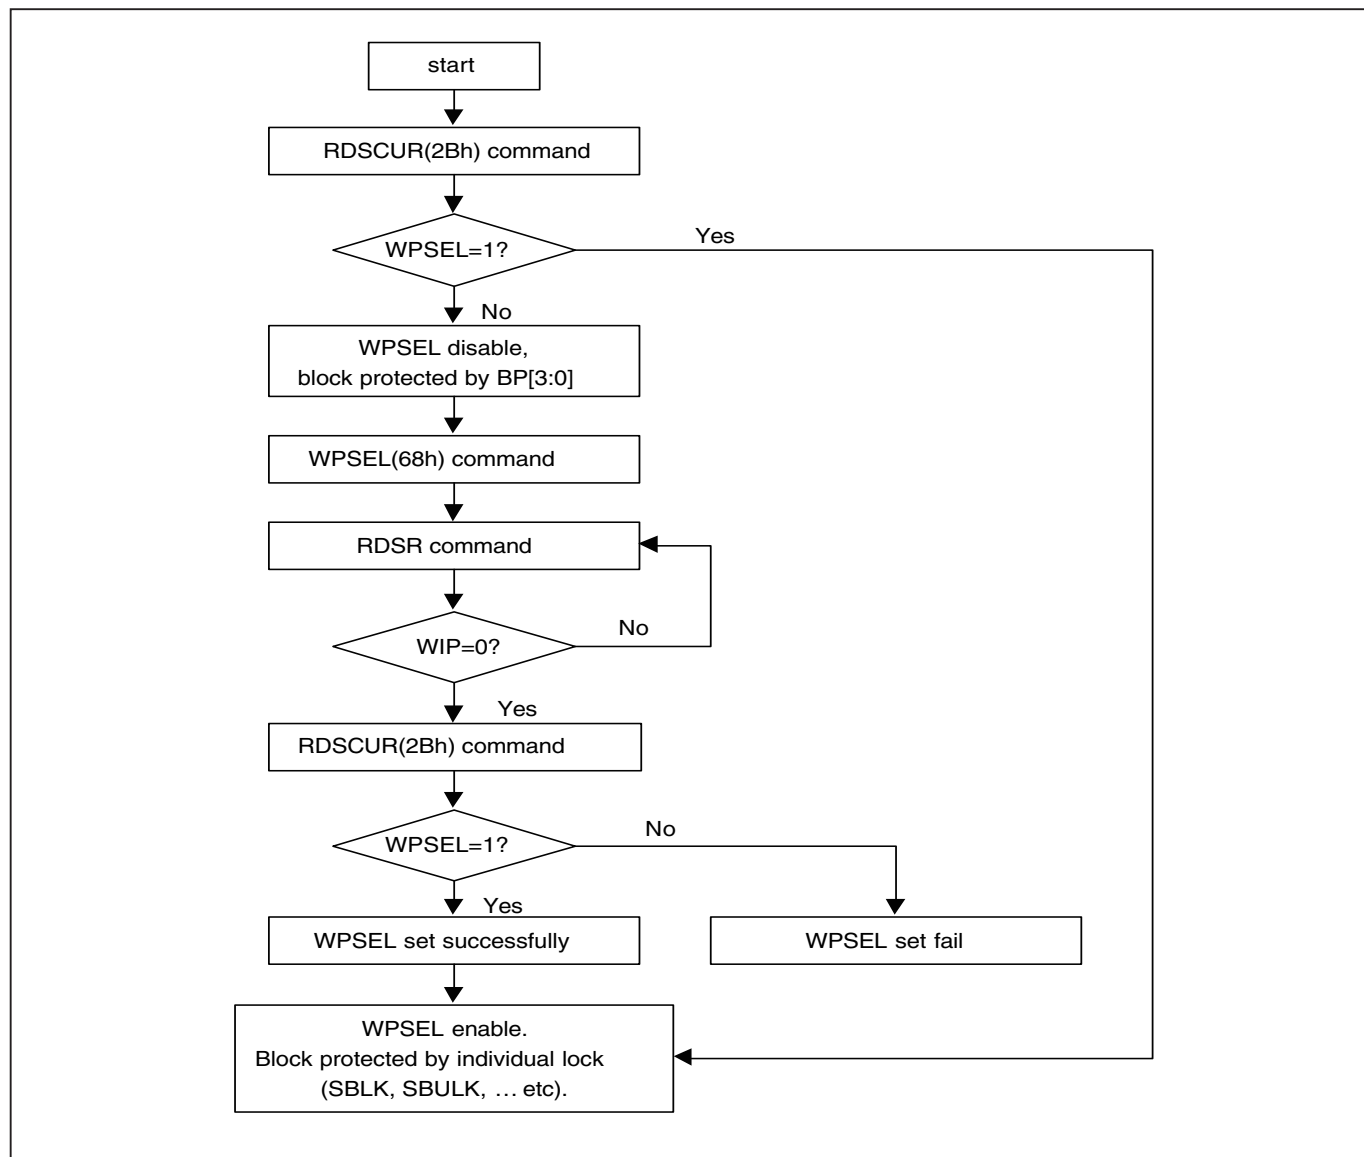 start
RDSCUR(2Bh) command
WPSEL=1?
Yes
No
WPSEL disable,
block protected by BP[3:0]
WPSEL(68h) command
RDSR command
WIP=0?
No
Yes
RDSCUR(2Bh) command
WPSEL=1?
No
Yes
WPSEL set successfully
WPSEL set fail
WPSEL enable.
Block protected by individual lock
(SBLK, SBULK, … etc).